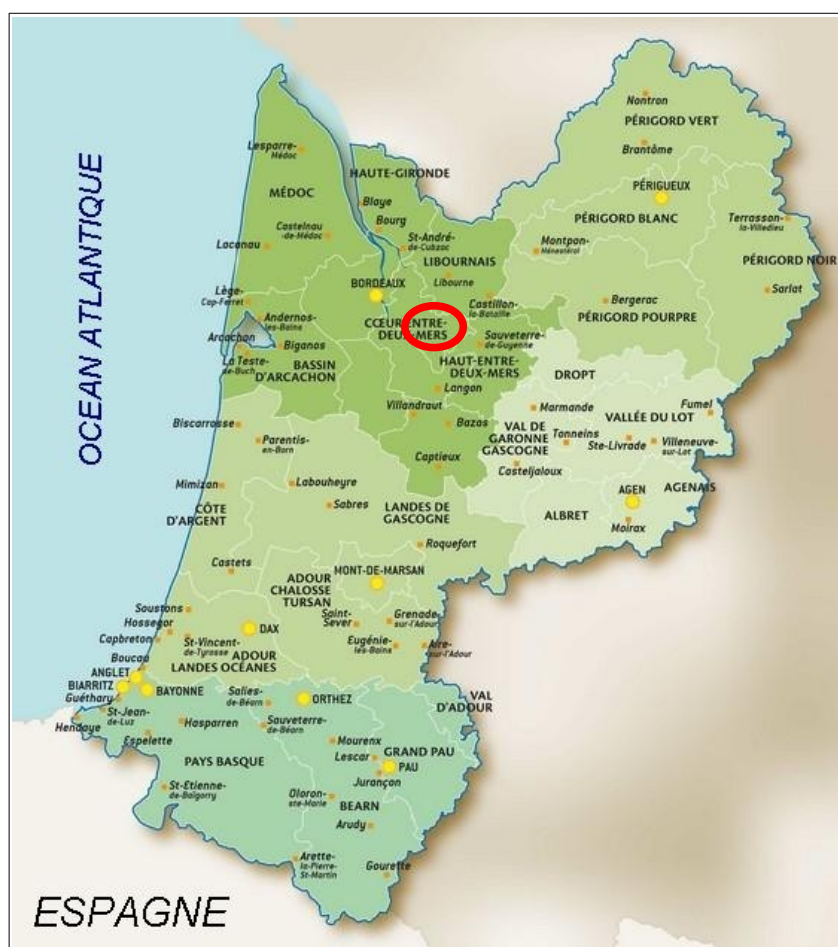 Nontron
PÉRIGORD VERT
Brantôme
Lesparre-
Médoc
HAUTE-GIRONDE
OCEAN ATLANTIQUE
MÉDOC
PÉRIGUEUX
Blaye
PÉRIGORD BLANC
Terrasson-
la-Villedieu
Bourg
Castelnau
-de-Médoc
Lacanau
St-André-
de-Cubzac
Montpon-
Ménestérol
LIBOURNAIS
PÉRIGORD NOIR
Libourne
BORDEAUX
Sarlat
Lège-
Cap-Ferret
Castillon-
la-Bataille
Bergerac
PÉRIGORD POURPRE
Andernos-
les-Bains
CŒUR ENTRE-
DEUX-MERS
Arcachon
Biganos
Sauveterre-
de-Guyenne
La Teste-
de-Buch
BASSIN
D'ARCACHON
HAUT-ENTRE-
DEUX-MERS
DROPT
Langon
Villandraut
Marmande
VALLÉE DU LOT
Fumel
Biscarrosse
Bazas
VAL DE
GARONNE
GASCOGNE
Tonneins
Ste-Livrade
Villeneuve-
sur-Lot
Parentis-
en-Born
Captieux
Casteljaloux
Mimizan
Labouheyre
AGEN
AGENAIS
CÔTE
D'ARGENT
Sabres
LANDES DE
GASCOGNE
ALBRET
Moirax
Roquefort
Castets
MONT-DE-MARSAN
ADOUR
CHALOSSE
TURSAN
Soustons
Hossegor
Capbreton
Saint-
Sever
Grenade-
sur-l'Adour
DAX
St-Vincent-
de-Tyrosse
Eugénie-
les-Bains
Aire-
sur-l'Adour
ADOUR
LANDES OCÉANES
Boucau
ANGLET
BIARRITZ
BAYONNE
Guéthary
Salies-
de-Béarn
ORTHEZ
VAL
D'ADOUR
St-Jean-
de-Luz
Hendaye
Hasparren
Sauveterre-
de-Béarn
Espelette
Mourenx
GRAND PAU
Lescar
PAU
PAYS BASQUE
Jurançon
St-Etienne-
de-Baïgorry
Oloron-
ste-Marie
BEARN
Arudy
Arette-
la-Pierre-
St-Martin
Gourette
ESPAGNE